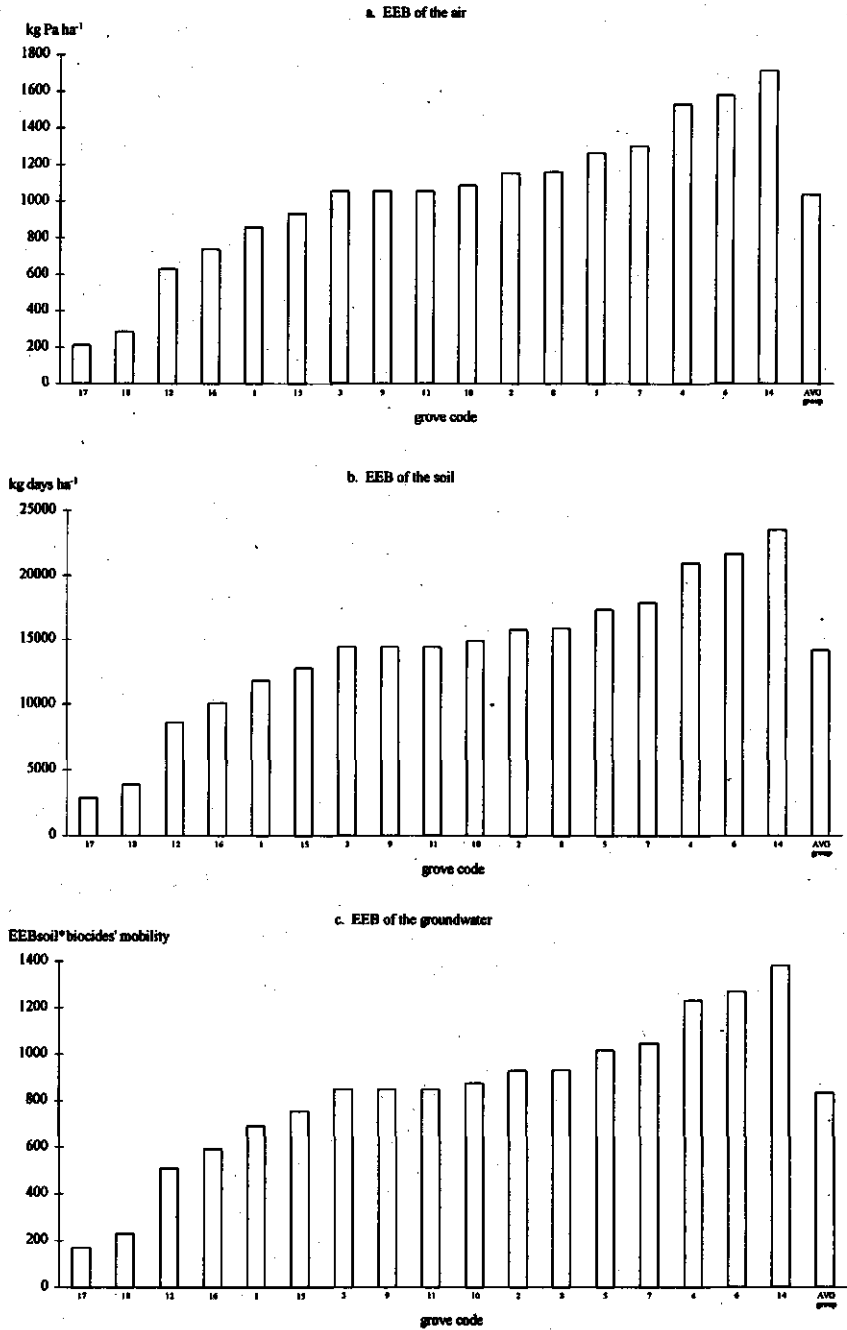 a. EEB of the air
kg Pa ha⁻¹
1800
1600
1400
1200
1000
800
600
400
200
0
17 18 12 16 1 15 3 9 11 10 2 8 5 7 4 6 14 AVG group
grove code
b. EEB of the soil
kg days ha⁻¹
25000
20000
15000
10000
5000
0
17 18 12 16 1 15 3 9 11 10 2 8 5 7 4 6 14 AVG group
grove code
c. EEB of the groundwater
EEBsoil*biocides' mobility
1400
1200
1000
800
600
400
200
0
17 18 12 16 1 15 3 9 11 10 2 8 5 7 4 6 14 AVG group
grove code